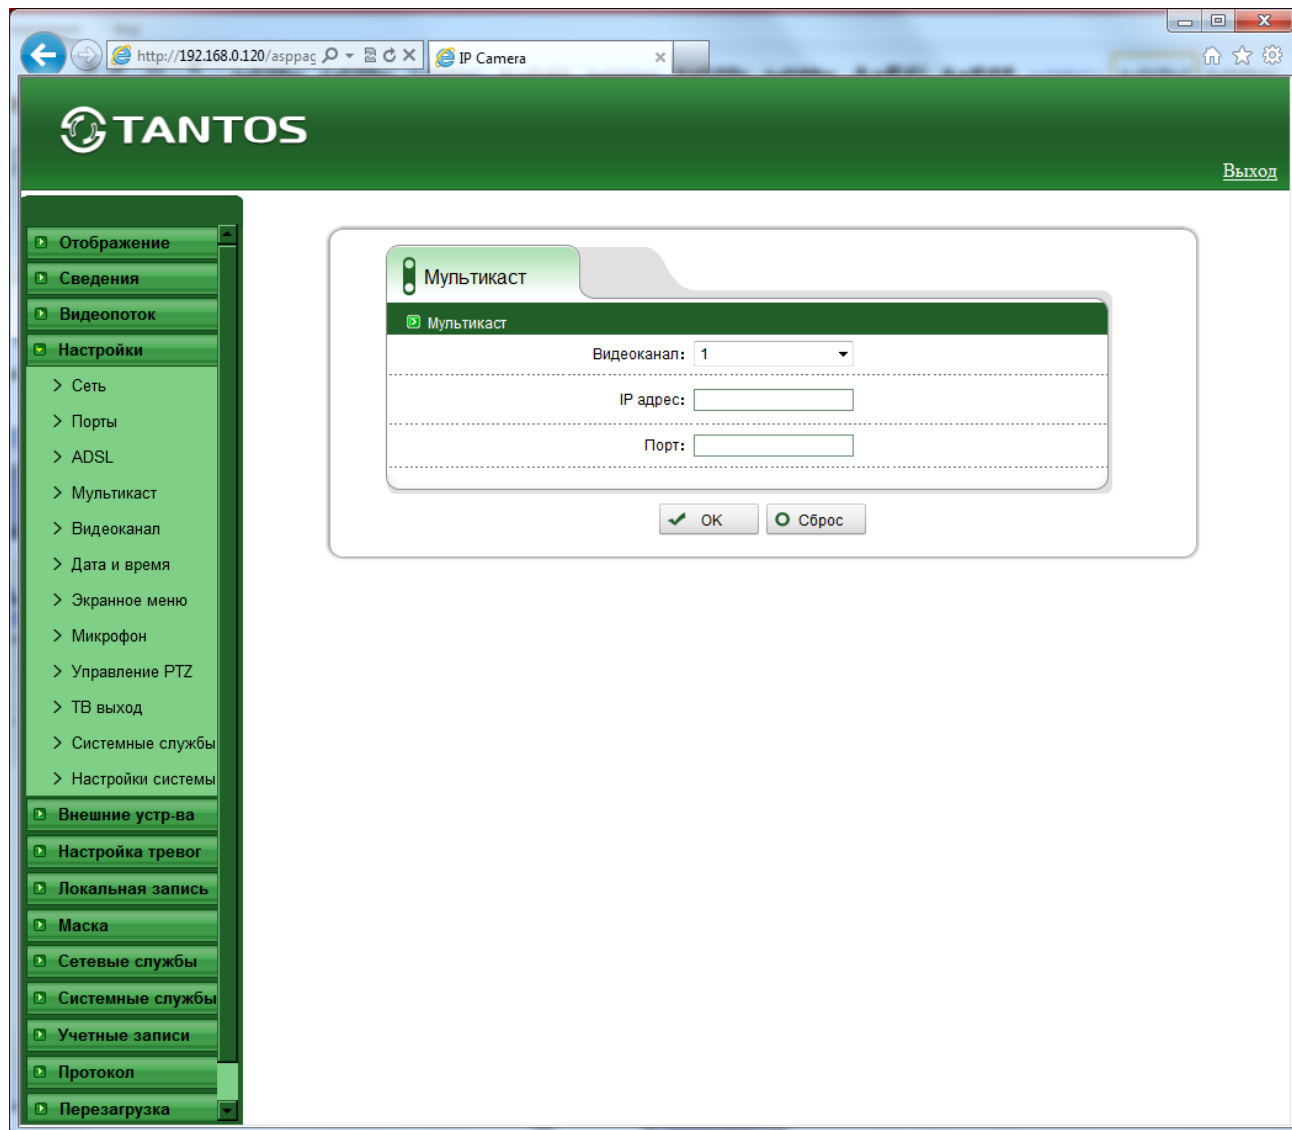 http://192.168.0.120/asppag
IP Camera
TANTOS
Выход
Отображение
Сведения
Видеопоток
Настройки
Сеть
Порты
ADSL
Мультикаст
Видеоканал
Дата и время
Экранное меню
Микрофон
Управление PTZ
ТВ выход
Системные службы
Настройки системы
Внешние устр-ва
Настройка тревог
Локальная запись
Маска
Сетевые службы
Системные службы
Учетные записи
Протокол
Перезагрузка
Мультикаст
Мультикаст
Видеоканал: 1
IP адрес:
Порт:
OK
Сброс